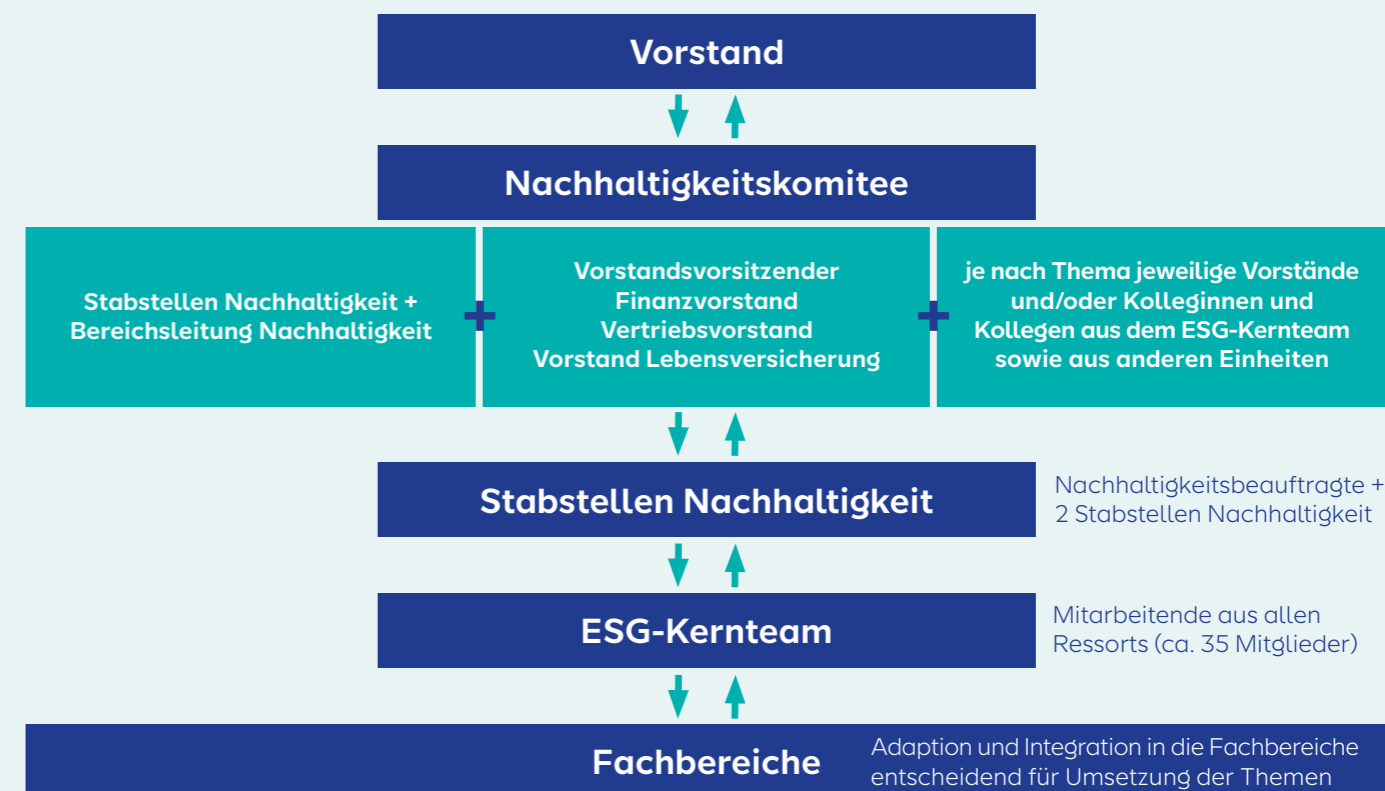 Vorstand
Nachhaltigkeitskomitee
Stabstellen Nachhaltigkeit +
Bereichsleitung Nachhaltigkeit
+
Vorstandsvorsitzender
Finanzvorstand
Vertriebsvorstand
Vorstand Lebensversicherung
+
je nach Thema jeweilige Vorstände
und/oder Kolleginnen und
Kollegen aus dem ESG-Kernteam
sowie aus anderen Einheiten
Stabstellen Nachhaltigkeit
Nachhaltigkeitsbeauftragte +
2 Stabstellen Nachhaltigkeit
ESG-Kernteam
Mitarbeitende aus allen
Ressorts (ca. 35 Mitglieder)
Fachbereiche
Adaption und Integration in die Fachbereiche
entscheidend für Umsetzung der Themen